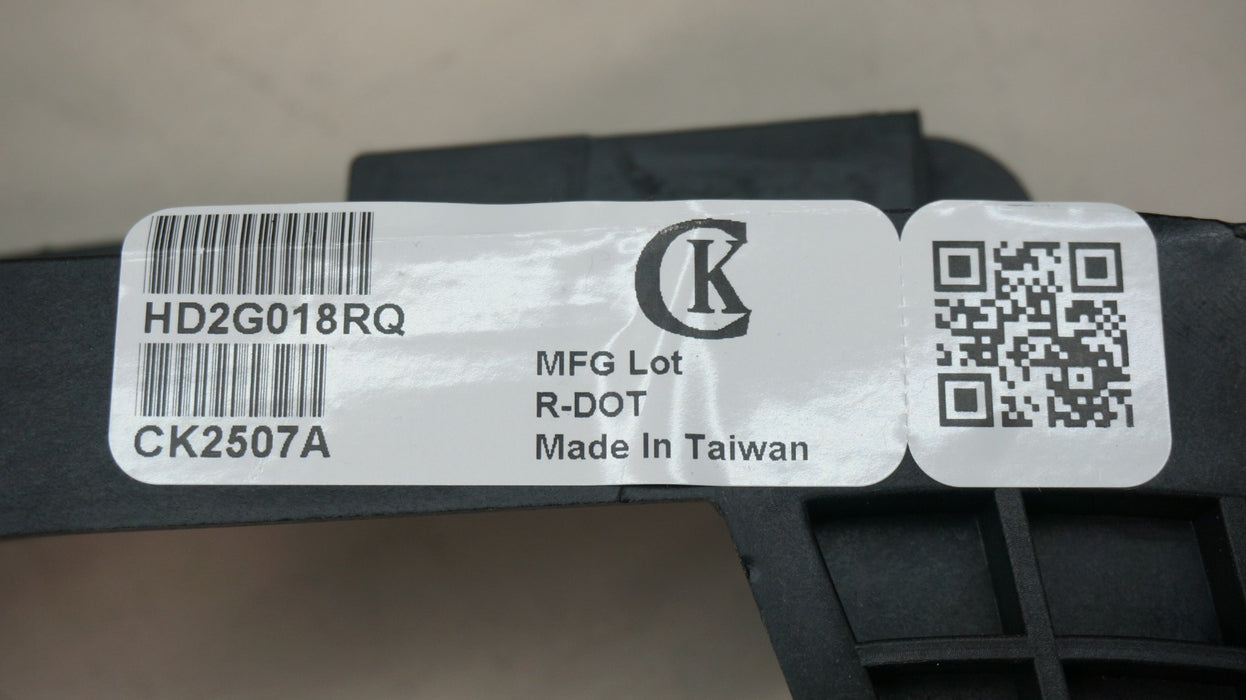 HD2G018RQ
CK2507A
CK
MFG Lot
R-DOT
Made In Taiwan